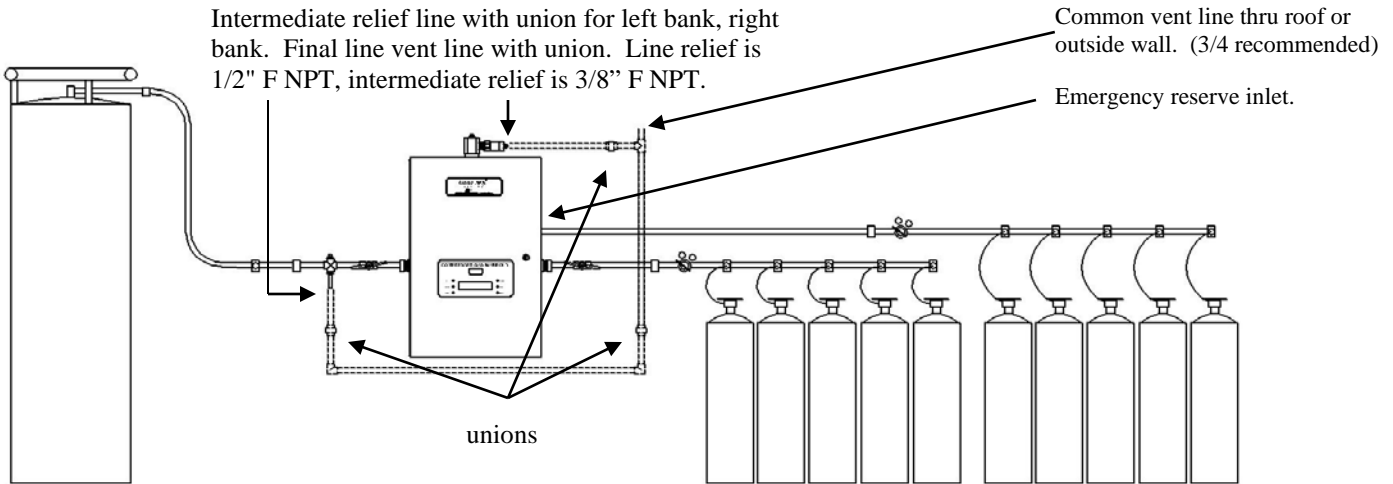 Intermediate relief line with union for left bank, right
bank. Final line vent line with union. Line relief is
1/2" F NPT, intermediate relief is 3/8” F NPT.
Common vent line thru roof or
outside wall. (3/4 recommended)
Emergency reserve inlet.
unions